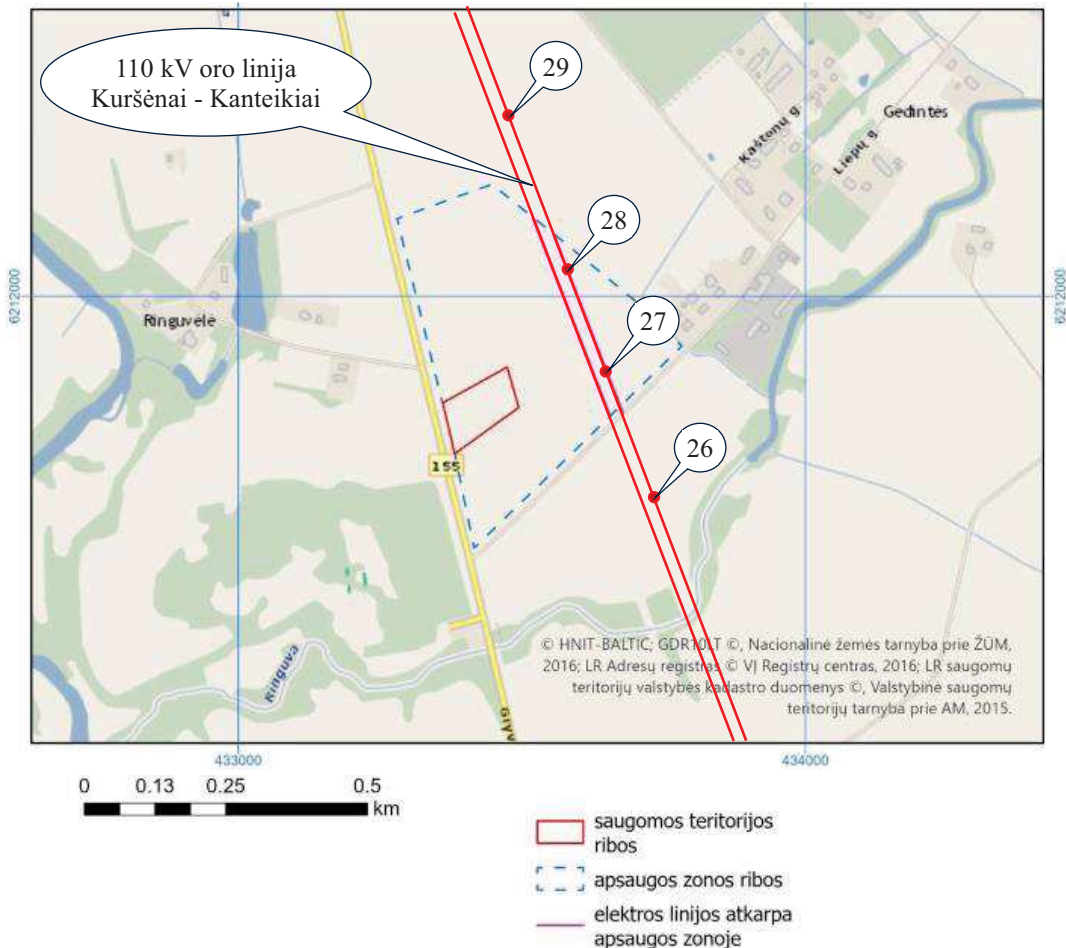 110 kV oro linija
Kuršėnai - Kanteikiai
29
28
27
26
Kaštonų g.
Liepų g.
Gedintės
Ringuvėlė
155
Ringuva
6212000
6212000
© HNIT-BALTIC; GDR10LT ©, Nacionalinė žemės tarnyba prie ŽŪM,
2016; LR Adresų registras © VĮ Registrų centras, 2016; LR saugomų
teritorijų valstybės kadastro duomenys ©, Valstybinė saugomų
teritorijų tarnyba prie AM, 2015.
433000
434000
0 0.13 0.25 0.5
km
saugomos teritorijos
ribos
apsaugos zonos ribos
elektros linijos atkarpa
apsaugos zonoje